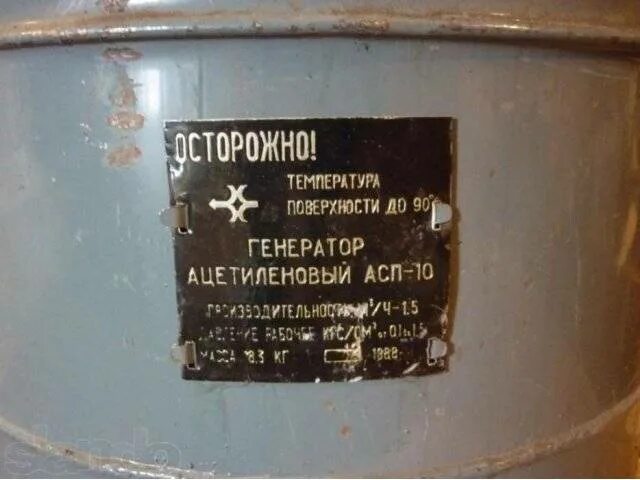 ОСТОРОЖНО!
ТЕМПЕРАТУРА
ПОВЕРХНОСТИ ДО 90°
ГЕНЕРАТОР
АЦЕТИЛЕНОВЫЙ АСП-10
ПРОИЗВОДИТЕЛЬНОСТЬ М³/Ч-1.5
ДАВЛЕНИЕ РАБОЧЕЕ КГС/СМ²
МАССА 18.3 КГ 1988